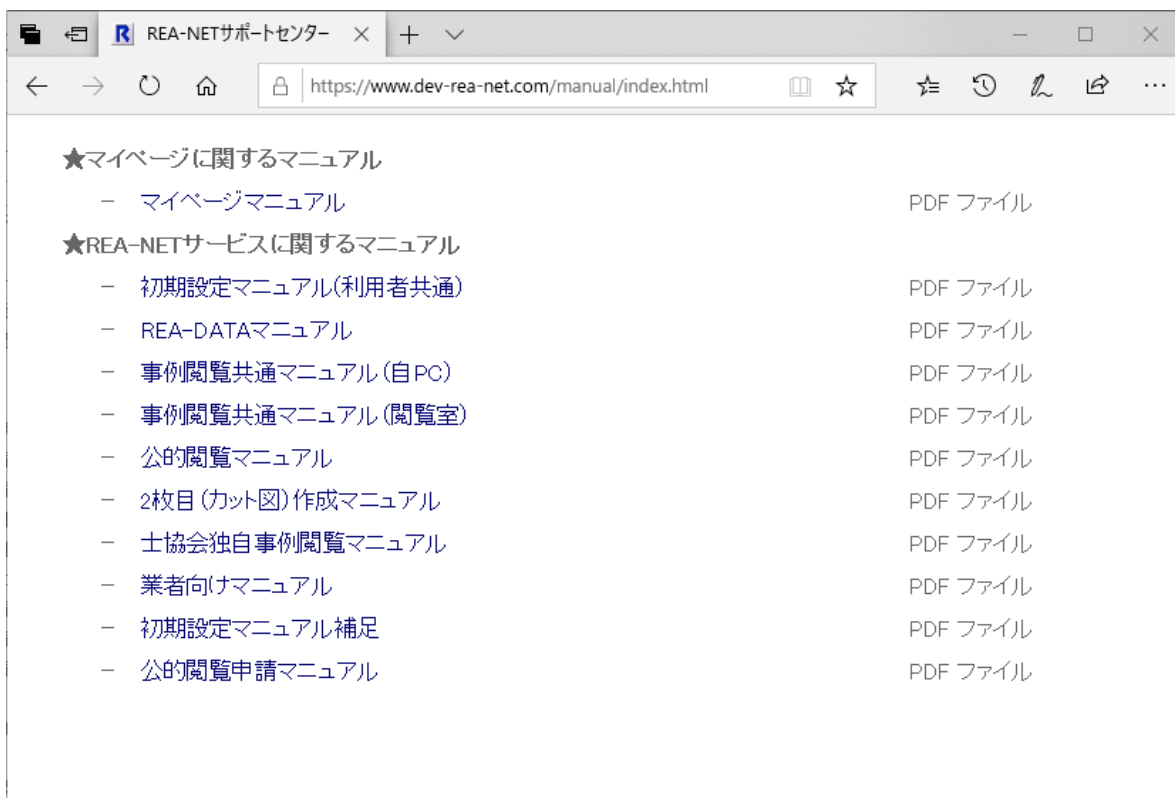 REA-NETサポートセンター
https://www.dev-rea-net.com/manual/index.html
★マイページに関するマニュアル
－ マイページマニュアル PDF ファイル
★REA-NETサービスに関するマニュアル
－ 初期設定マニュアル(利用者共通) PDF ファイル
－ REA-DATAマニュアル PDF ファイル
－ 事例閲覧共通マニュアル(自PC) PDF ファイル
－ 事例閲覧共通マニュアル(閲覧室) PDF ファイル
－ 公的閲覧マニュアル PDF ファイル
－ 2枚目(カット図)作成マニュアル PDF ファイル
－ 士協会独自事例閲覧マニュアル PDF ファイル
－ 業者向けマニュアル PDF ファイル
－ 初期設定マニュアル補足 PDF ファイル
－ 公的閲覧申請マニュアル PDF ファイル